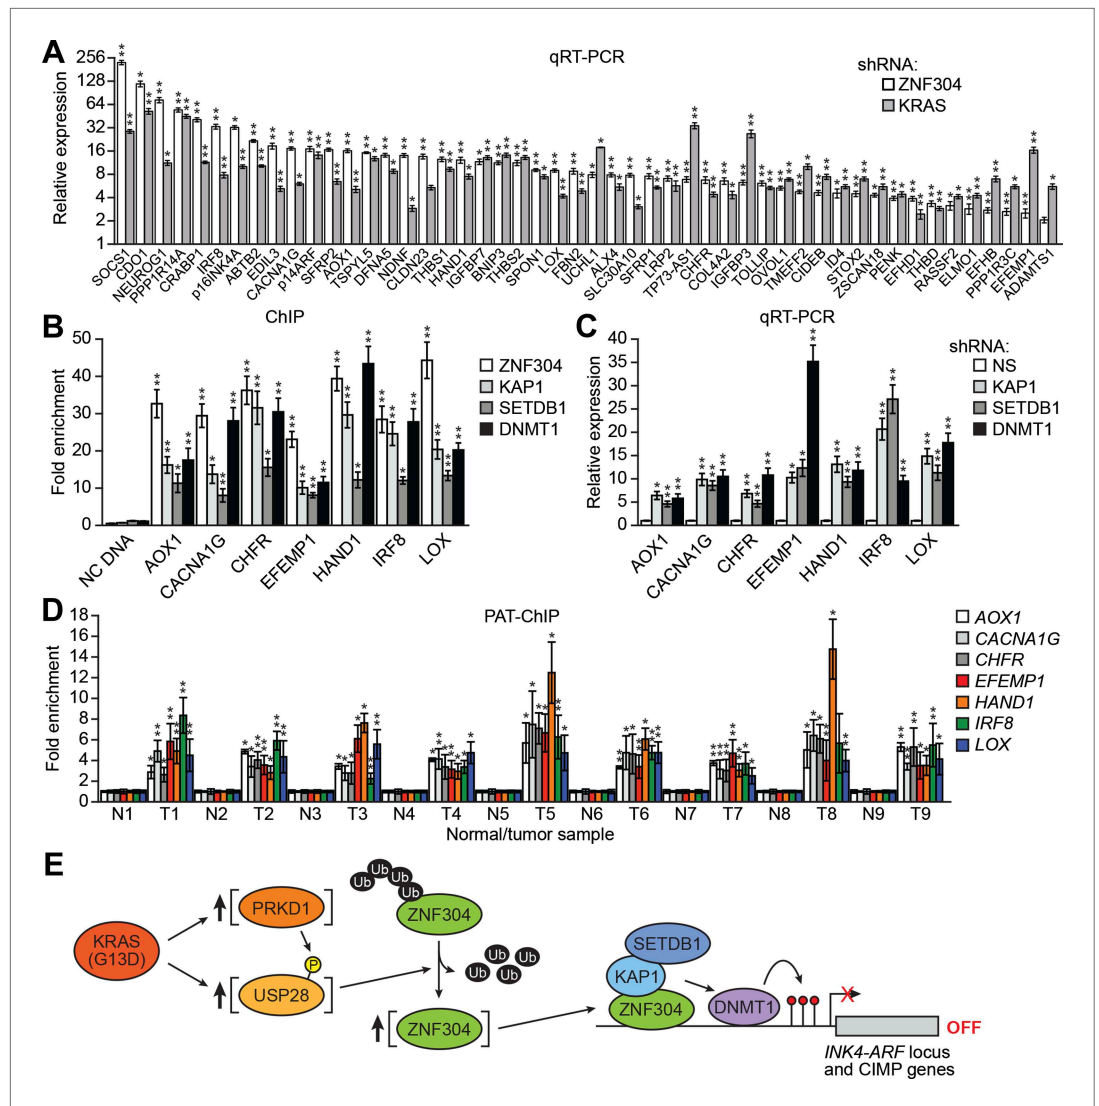 A
qRT-PCR
shRNA:
ZNF304
KRAS
Relative expression
256
128
64
32
16
8
4
2
1
SOCS1
CDO1
NEUROG1
PPP1R14A
CRABP1
IRF8
p16INK4A
ABTB2
EDIL3
CACNA1G
p14ARF
SFRP2
AOX1
TSPYL5
DFNA5
NDNF
CLDN23
THBS1
HAND1
IGFBP7
BNP3
THBS2
SPON1
LOX
FBN2
UCHL1
ALX4
SLC30A10
SFRP1
LRP2
TP73-AS1
CHFR
COL4A2
IGFBP3
TOLLIP
OVOL1
TMEFF2
CIDEB
ID4
STOX2
ZSCAN18
PENK
EFHD1
THBD
RASSF2
ELMO1
EFHB
PPP1R3C
EFEMP1
ADAMTS1
B
ChIP
Fold enrichment
50
40
30
20
10
0
ZNF304
KAP1
SETDB1
DNMT1
NC DNA
AOX1
CACNA1G
CHFR
EFEMP1
HAND1
IRF8
LOX
C
qRT-PCR
Relative expression
40
35
30
25
20
15
10
5
0
shRNA:
NS
KAP1
SETDB1
DNMT1
AOX1
CACNA1G
CHFR
EFEMP1
HAND1
IRF8
LOX
D
PAT-ChIP
Fold enrichment
18
16
14
12
10
8
6
4
2
0
AOX1
CACNA1G
CHFR
EFEMP1
HAND1
IRF8
LOX
N1 T1 N2 T2 N3 T3 N4 T4 N5 T5 N6 T6 N7 T7 N8 T8 N9 T9
Normal/tumor sample
E
KRAS
(G13D)
PRKD1
P
USP28
Ub
Ub
Ub
Ub
ZNF304
Ub
Ub
Ub
Ub
ZNF304
SETDB1
KAP1
ZNF304
DNMT1
X
OFF
INK4-ARF locus
and CIMP genes